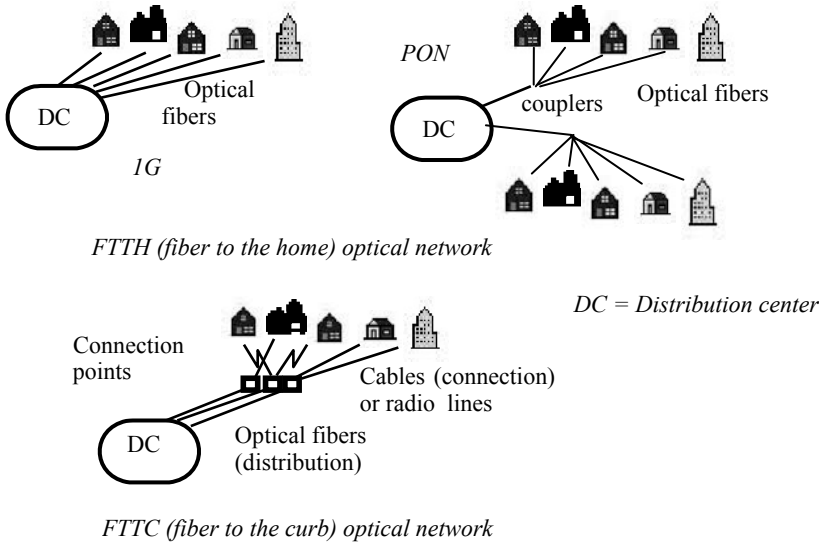 PON
Optical
fibers
couplers
Optical fibers
DC
DC
1G
FTTH (fiber to the home) optical network
DC = Distribution center
Connection
points
Cables (connection)
or radio lines
DC
Optical fibers
(distribution)
FTTC (fiber to the curb) optical network